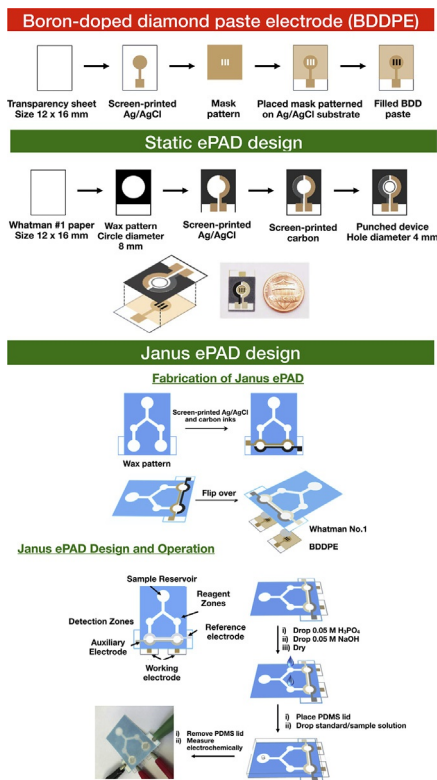 Boron-doped diamond paste electrode (BDDPE)
Transparency sheet
Size 12 x 16 mm
Screen-printed
Ag/AgCl
Mask
pattern
Placed mask patterned
on Ag/AgCl substrate
Filled BDD
paste
Static ePAD design
Whatman #1 paper
Size 12 x 16 mm
Wax pattern
Circle diameter
8 mm
Screen-printed
Ag/AgCl
Screen-printed
carbon
Punched device
Hole diameter 4 mm
Janus ePAD design
Fabrication of Janus ePAD
Wax pattern
Screen-printed Ag/AgCl
and carbon inks
Flip over
Whatman No.1
BDDPE
Janus ePAD Design and Operation
Sample Reservoir
Reagent
Zones
Detection Zones
Auxiliary
Electrode
Reference
electrode
Working
electrode
i) Drop 0.05 M H₃PO₄
ii) Drop 0.05 M NaOH
iii) Dry
i) Place PDMS lid
ii) Drop standard/sample solution
i) Remove PDMS lid
ii) Measure
electrochemically